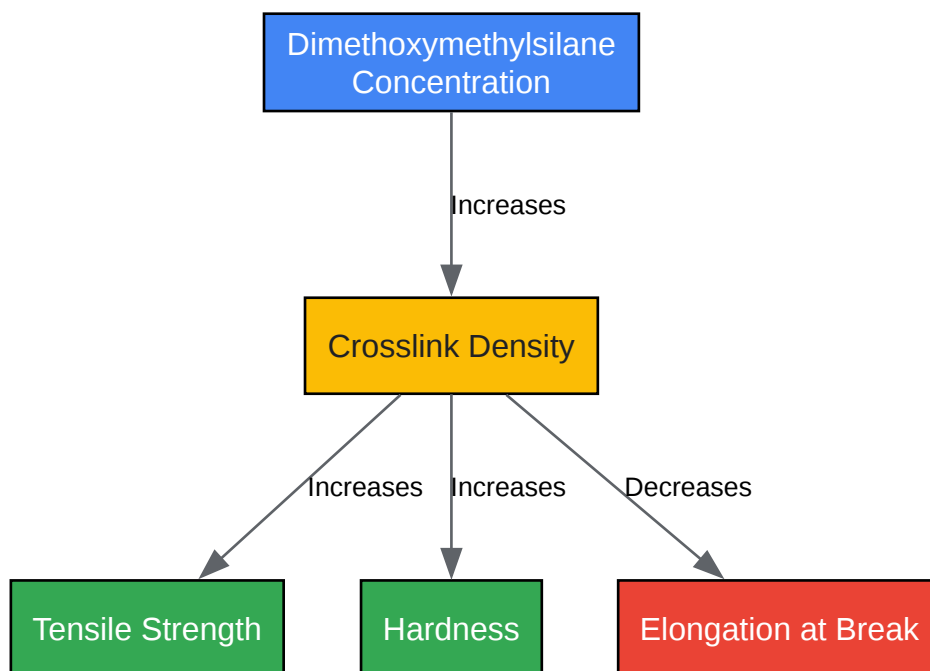 Dimethoxymethylsilane
Concentration
Increases
Crosslink Density
Increases
Increases
Decreases
Tensile Strength
Hardness
Elongation at Break